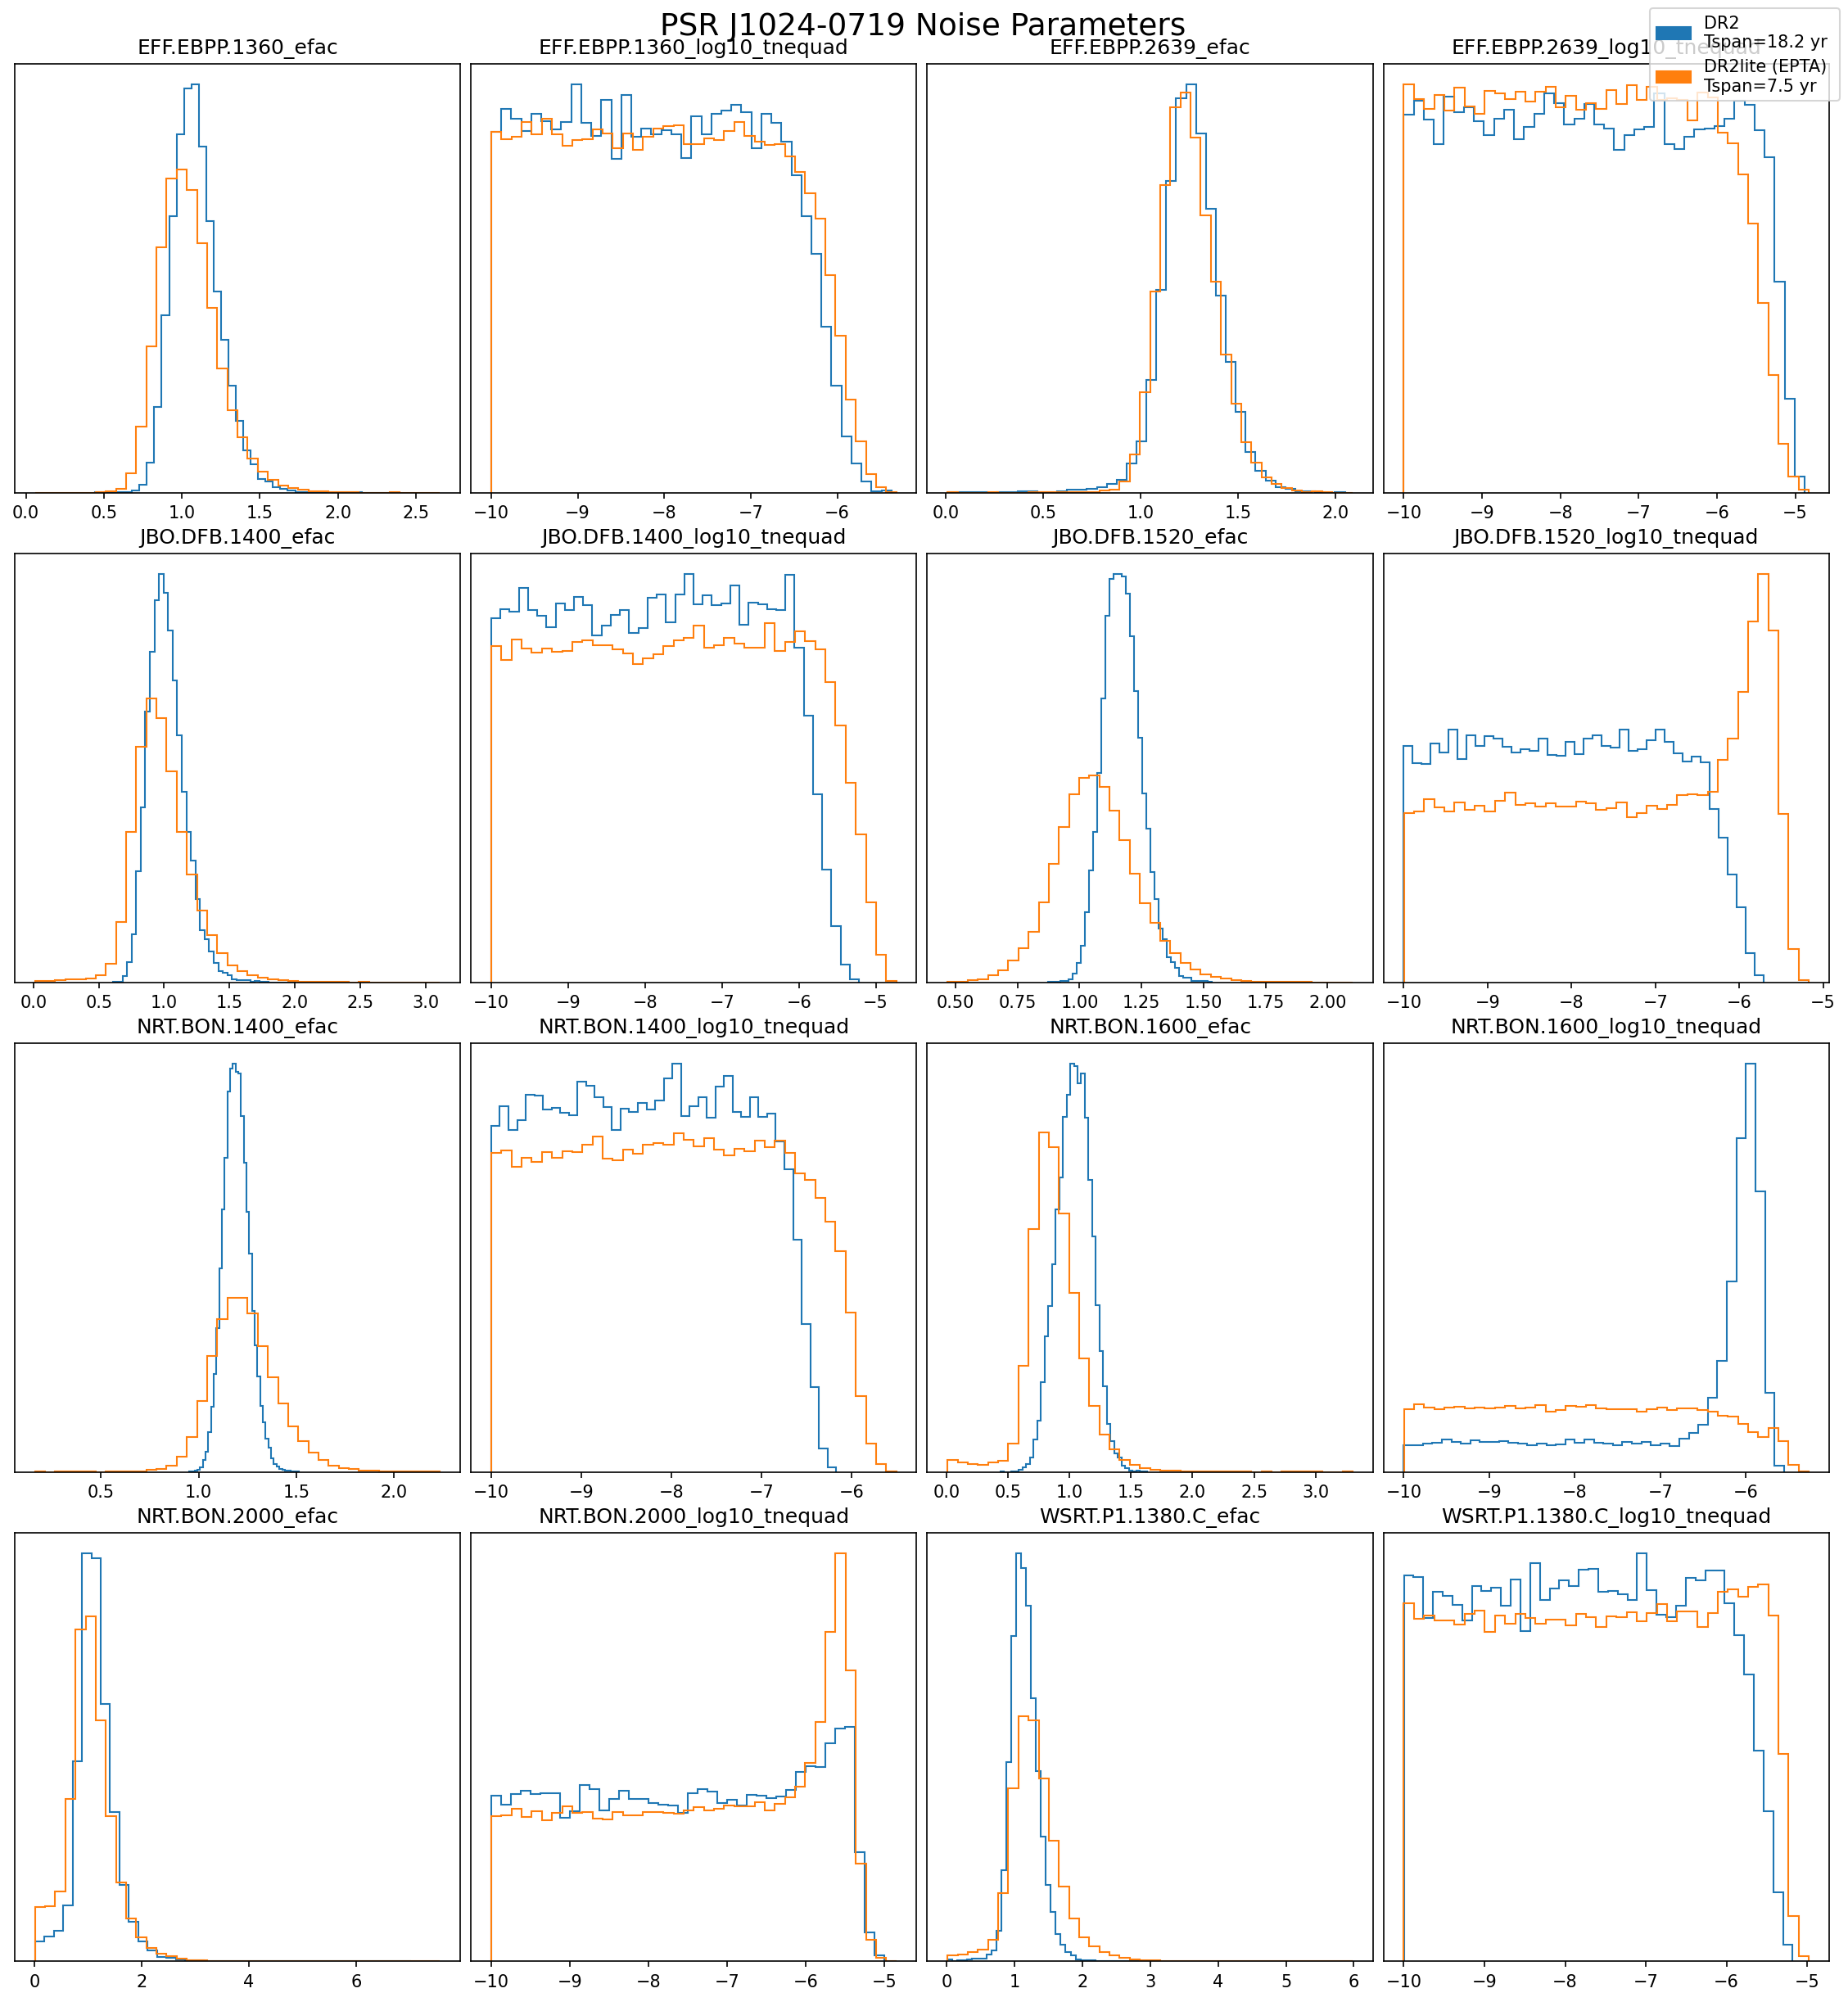 PSR J1024-0719 Noise Parameters
DR2
Tspan=18.2 yr
DR2lite (EPTA)
Tspan=7.5 yr
EFF.EBPP.1360_efac EFF.EBPP.1360_log10_tnequad EFF.EBPP.2639_efac EFF.EBPP.2639_log10_tnequad
0.0 0.5 1.0 1.5 2.0 2.5 −10 −9 −8 −7 −6 0.0 0.5 1.0 1.5 2.0 −10 −9 −8 −7 −6 −5
JBO.DFB.1400_efac JBO.DFB.1400_log10_tnequad JBO.DFB.1520_efac JBO.DFB.1520_log10_tnequad
0.0 0.5 1.0 1.5 2.0 2.5 3.0 −10 −9 −8 −7 −6 −5 0.50 0.75 1.00 1.25 1.50 1.75 2.00 −10 −9 −8 −7 −6 −5
NRT.BON.1400_efac NRT.BON.1400_log10_tnequad NRT.BON.1600_efac NRT.BON.1600_log10_tnequad
0.5 1.0 1.5 2.0 −10 −9 −8 −7 −6 0.0 0.5 1.0 1.5 2.0 2.5 3.0 −10 −9 −8 −7 −6
NRT.BON.2000_efac NRT.BON.2000_log10_tnequad WSRT.P1.1380.C_efac WSRT.P1.1380.C_log10_tnequad
0 2 4 6 −10 −9 −8 −7 −6 −5 0 1 2 3 4 5 6 −10 −9 −8 −7 −6 −5